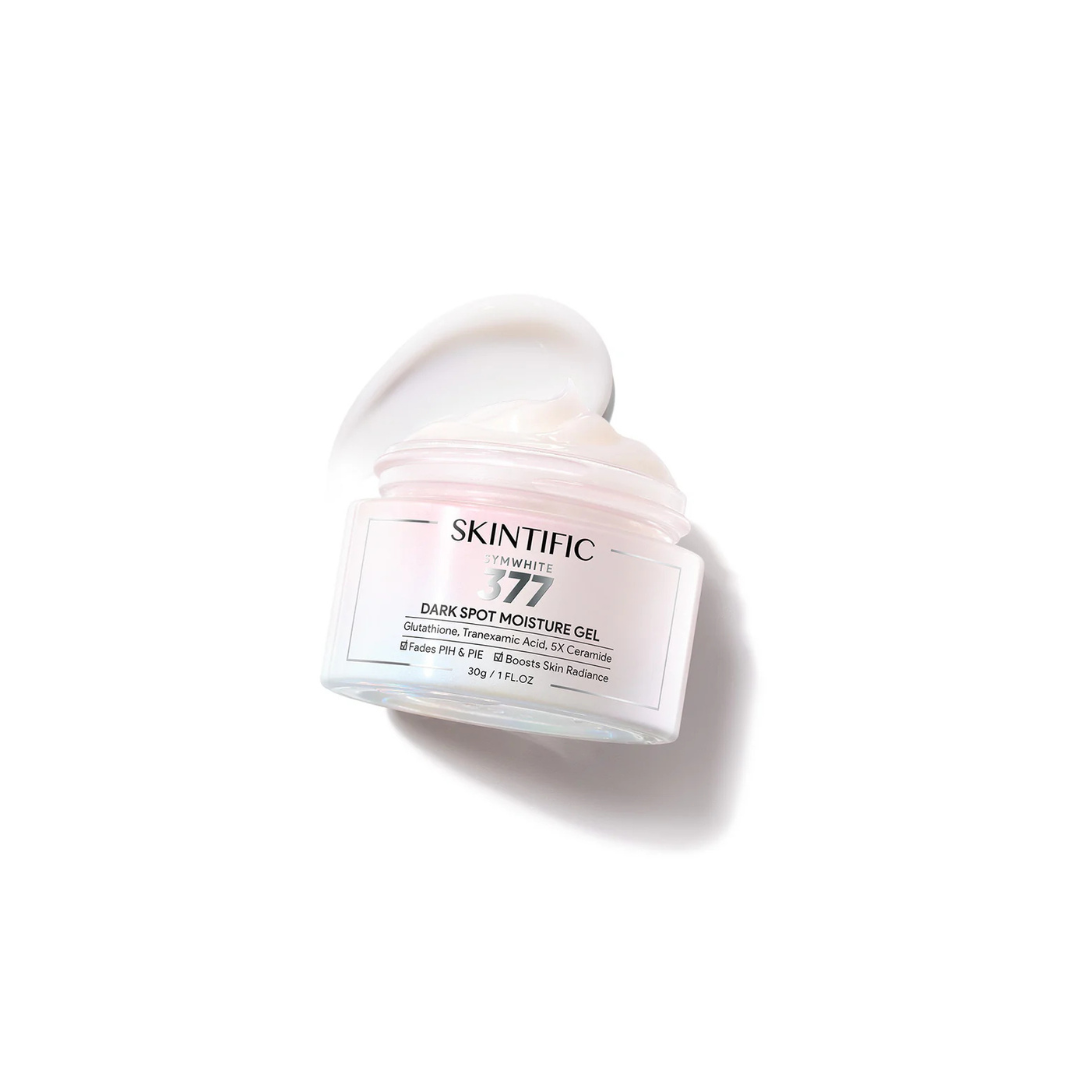 SKINTIFIC
SYMWHITE
377
DARK SPOT MOISTURE GEL
Glutathione, Tranexamic Acid, 5X Ceramide
☑Fades PIH & PIE ☑Boosts Skin Radiance
30g / 1 FL.OZ